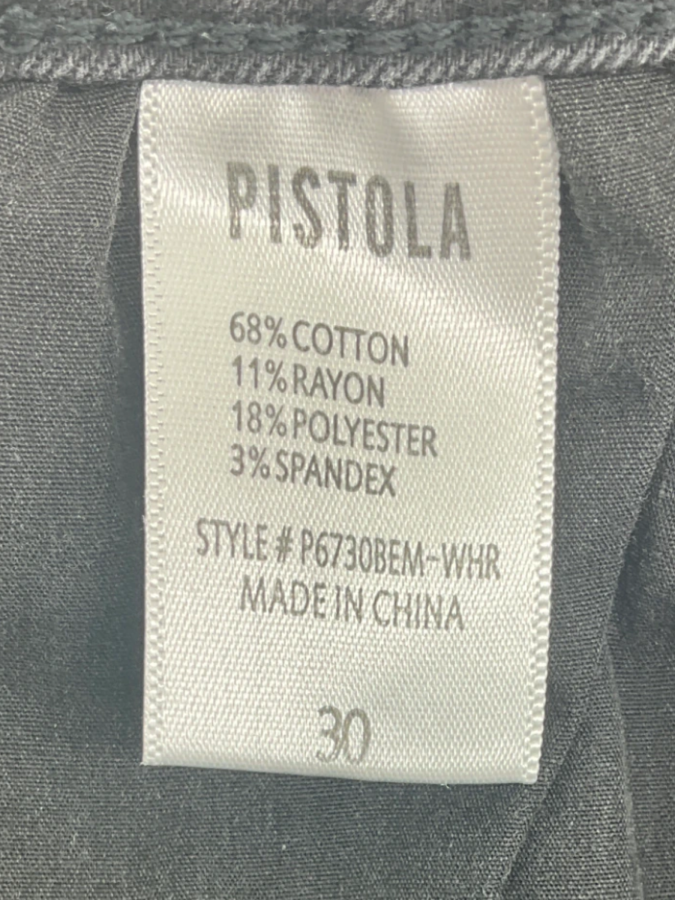 PISTOLA
68% COTTON
11% RAYON
18% POLYESTER
3% SPANDEX
STYLE # P6730BEM-WHR
MADE IN CHINA
30